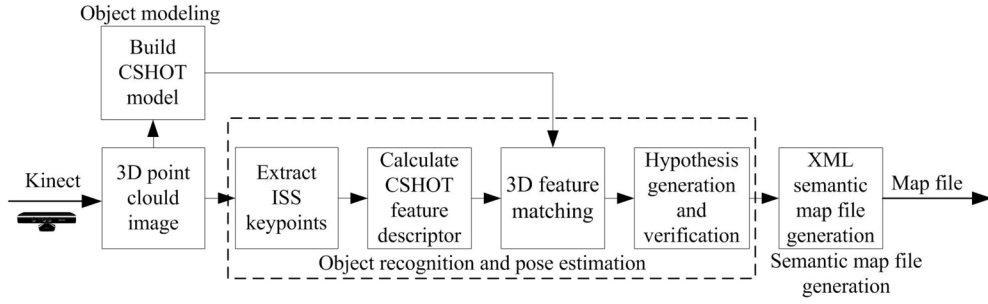 Object modeling
Build
CSHOT
model
Kinect
3D point
clould
image
Extract
ISS
keypoints
Calculate
CSHOT
feature
descriptor
3D feature
matching
Hypothesis
generation
and
verification
Object recognition and pose estimation
XML
semantic
map file
generation
Semantic map file
generation
Map file